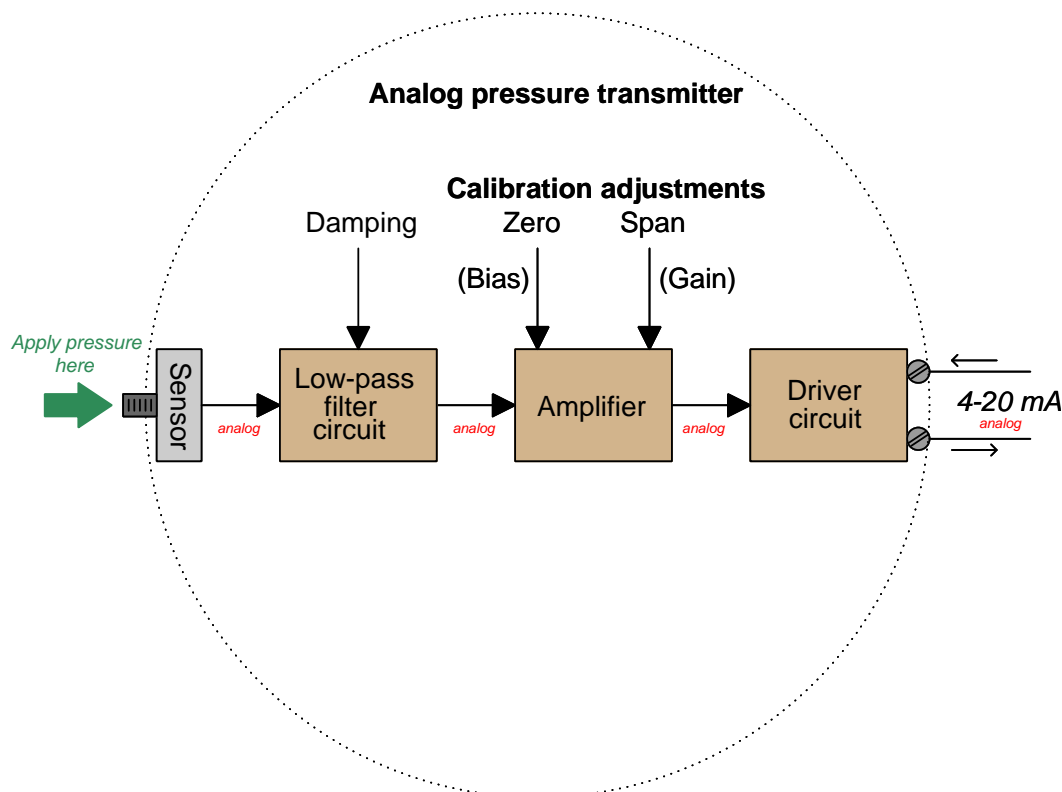 Analog pressure transmitter
Calibration adjustments
Damping
Zero
Span
(Bias)
(Gain)
Apply pressure
here
Sensor
analog
Low-pass
filter
circuit
analog
Amplifier
analog
Driver
circuit
4-20 mA
analog